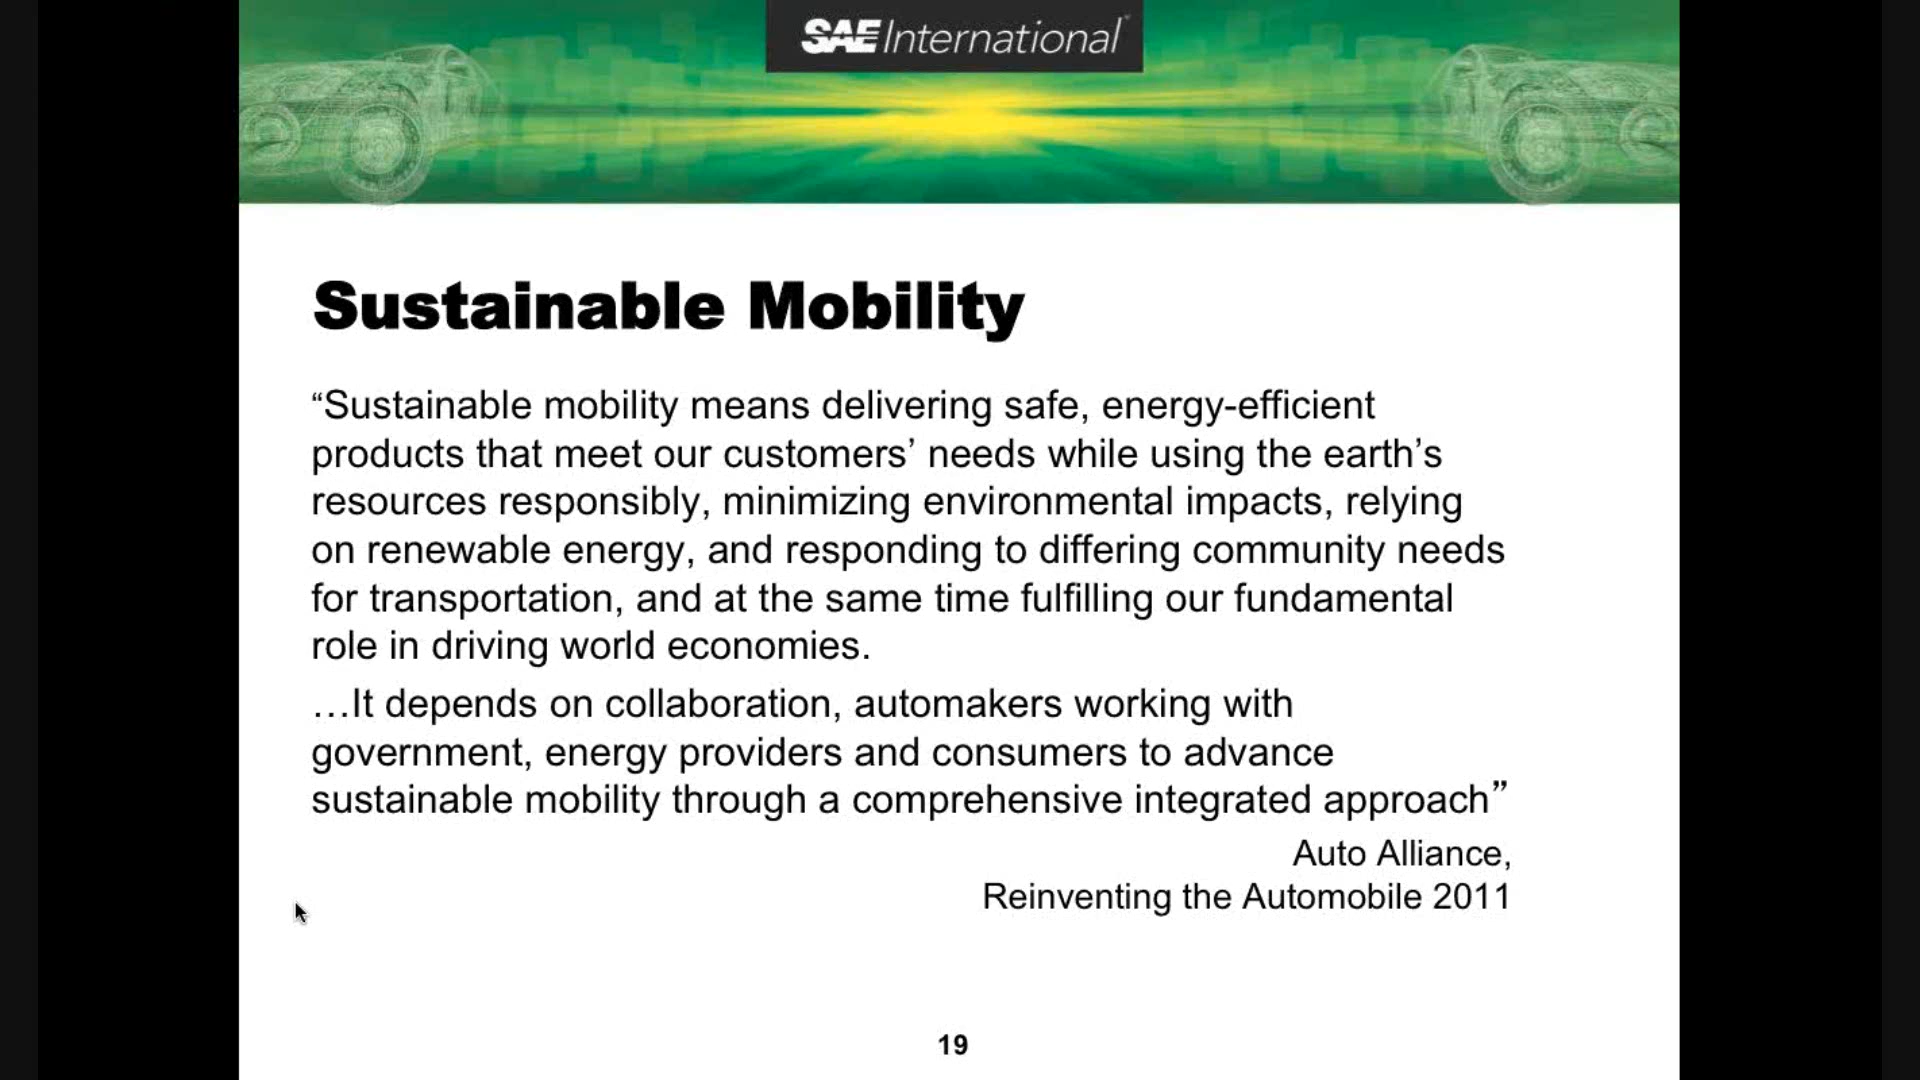 SAE International
Sustainable Mobility
“Sustainable mobility means delivering safe, energy-efficient
products that meet our customers’ needs while using the earth’s
resources responsibly, minimizing environmental impacts, relying
on renewable energy, and responding to differing community needs
for transportation, and at the same time fulfilling our fundamental
role in driving world economies.
…It depends on collaboration, automakers working with
government, energy providers and consumers to advance
sustainable mobility through a comprehensive integrated approach”
Auto Alliance,
Reinventing the Automobile 2011
19